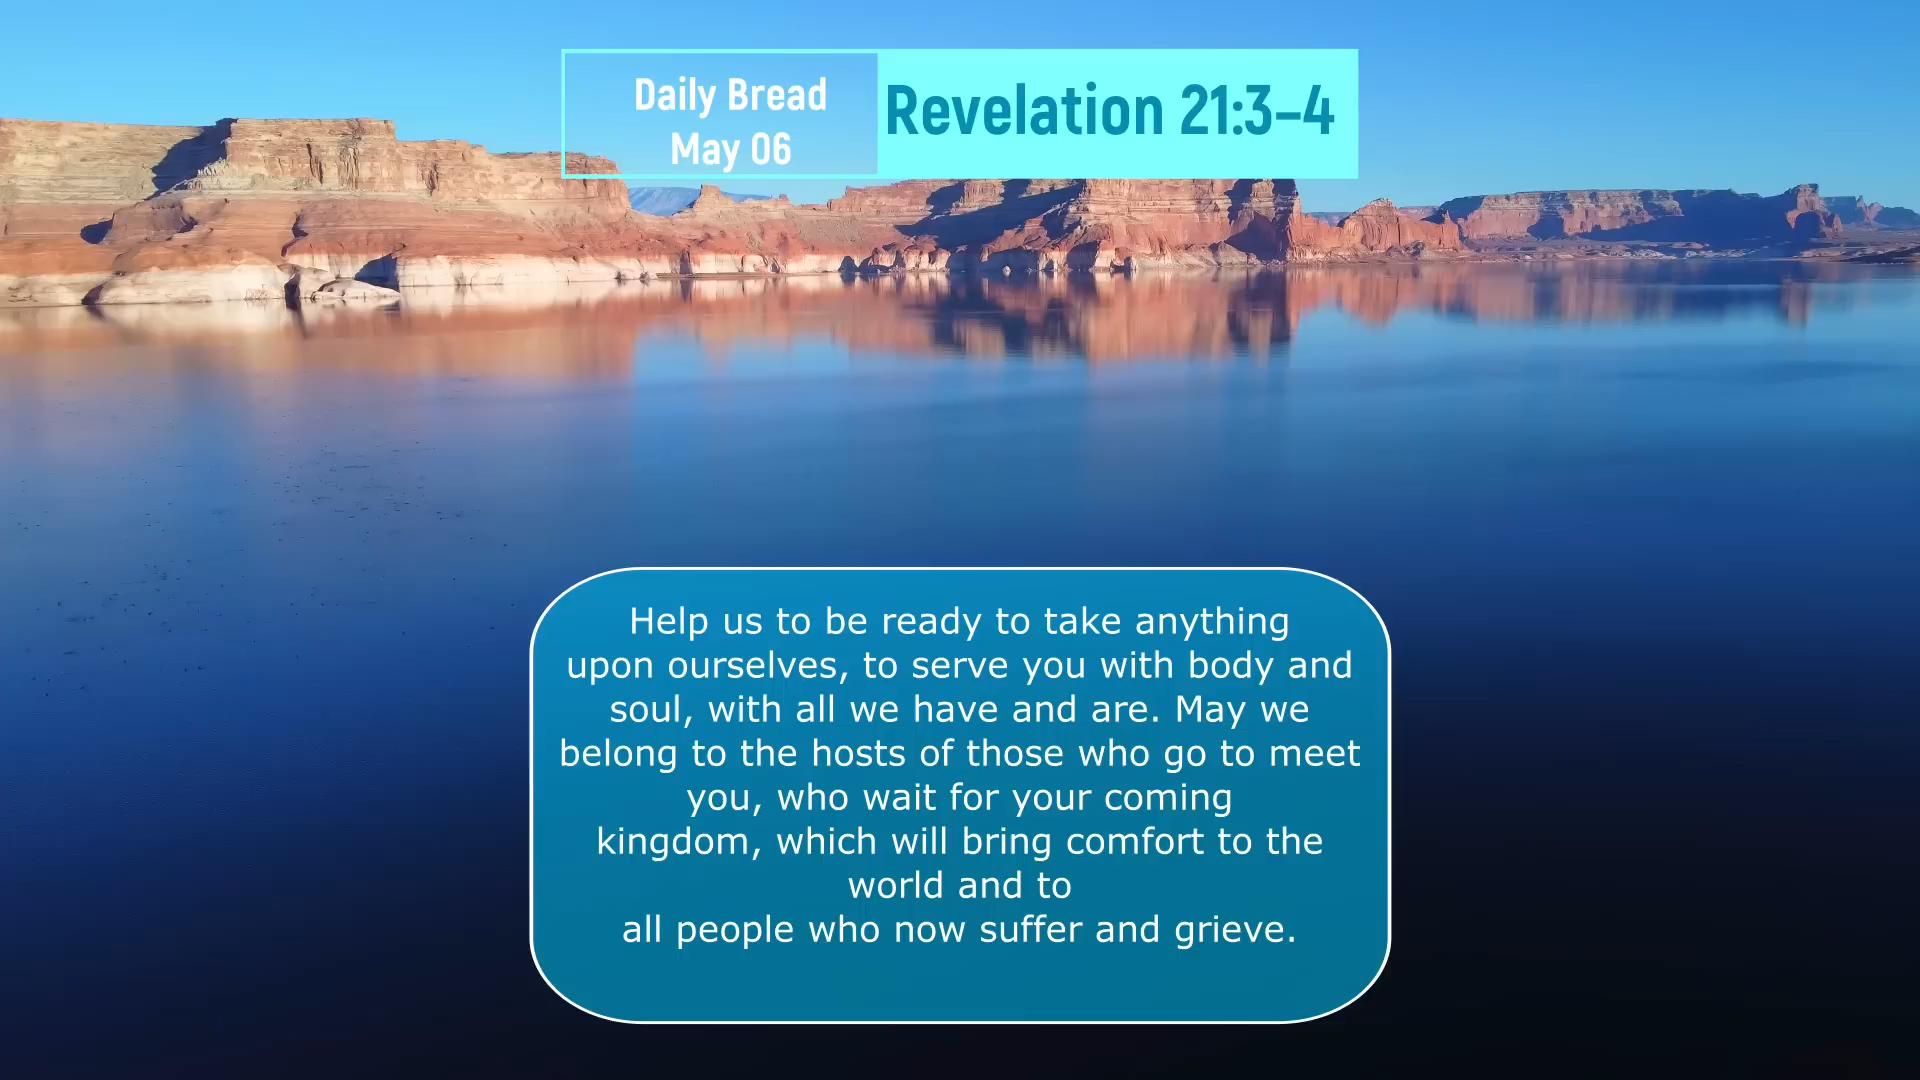 Daily Bread
May 06
Revelation 21:3–4
Help us to be ready to take anything
upon ourselves, to serve you with body and
soul, with all we have and are. May we
belong to the hosts of those who go to meet
you, who wait for your coming
kingdom, which will bring comfort to the
world and to
all people who now suffer and grieve.